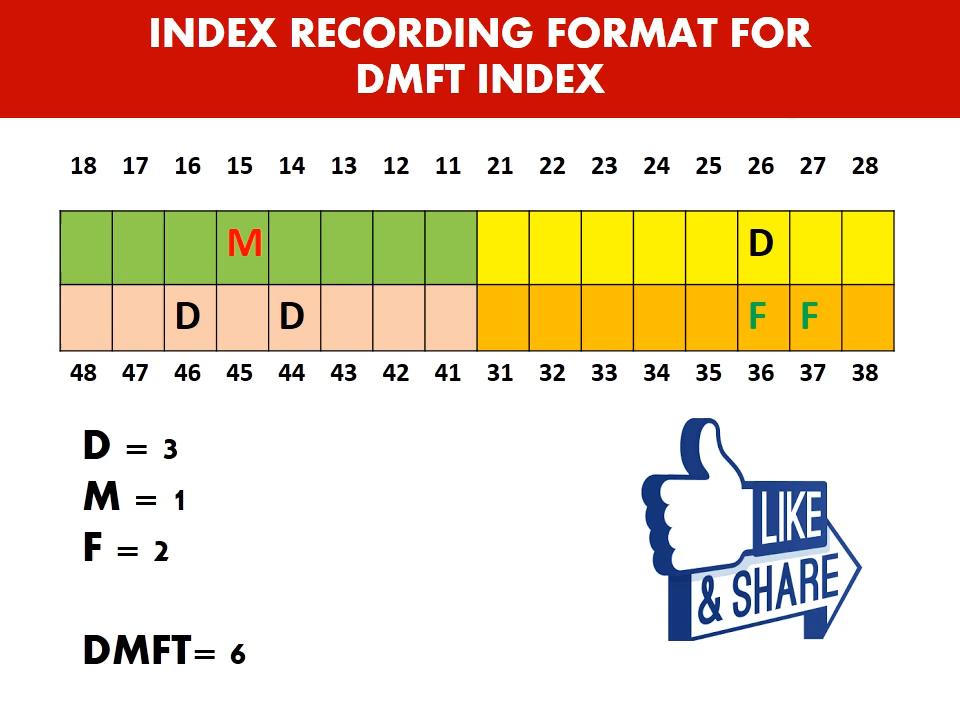 INDEX RECORDING FORMAT FOR
DMFT INDEX
18 17 16 15 14 13 12 11 21 22 23 24 25 26 27 28
M D
D D F F
48 47 46 45 44 43 42 41 31 32 33 34 35 36 37 38
D = 3
M = 1
F = 2
DMFT= 6
LIKE
& SHARE